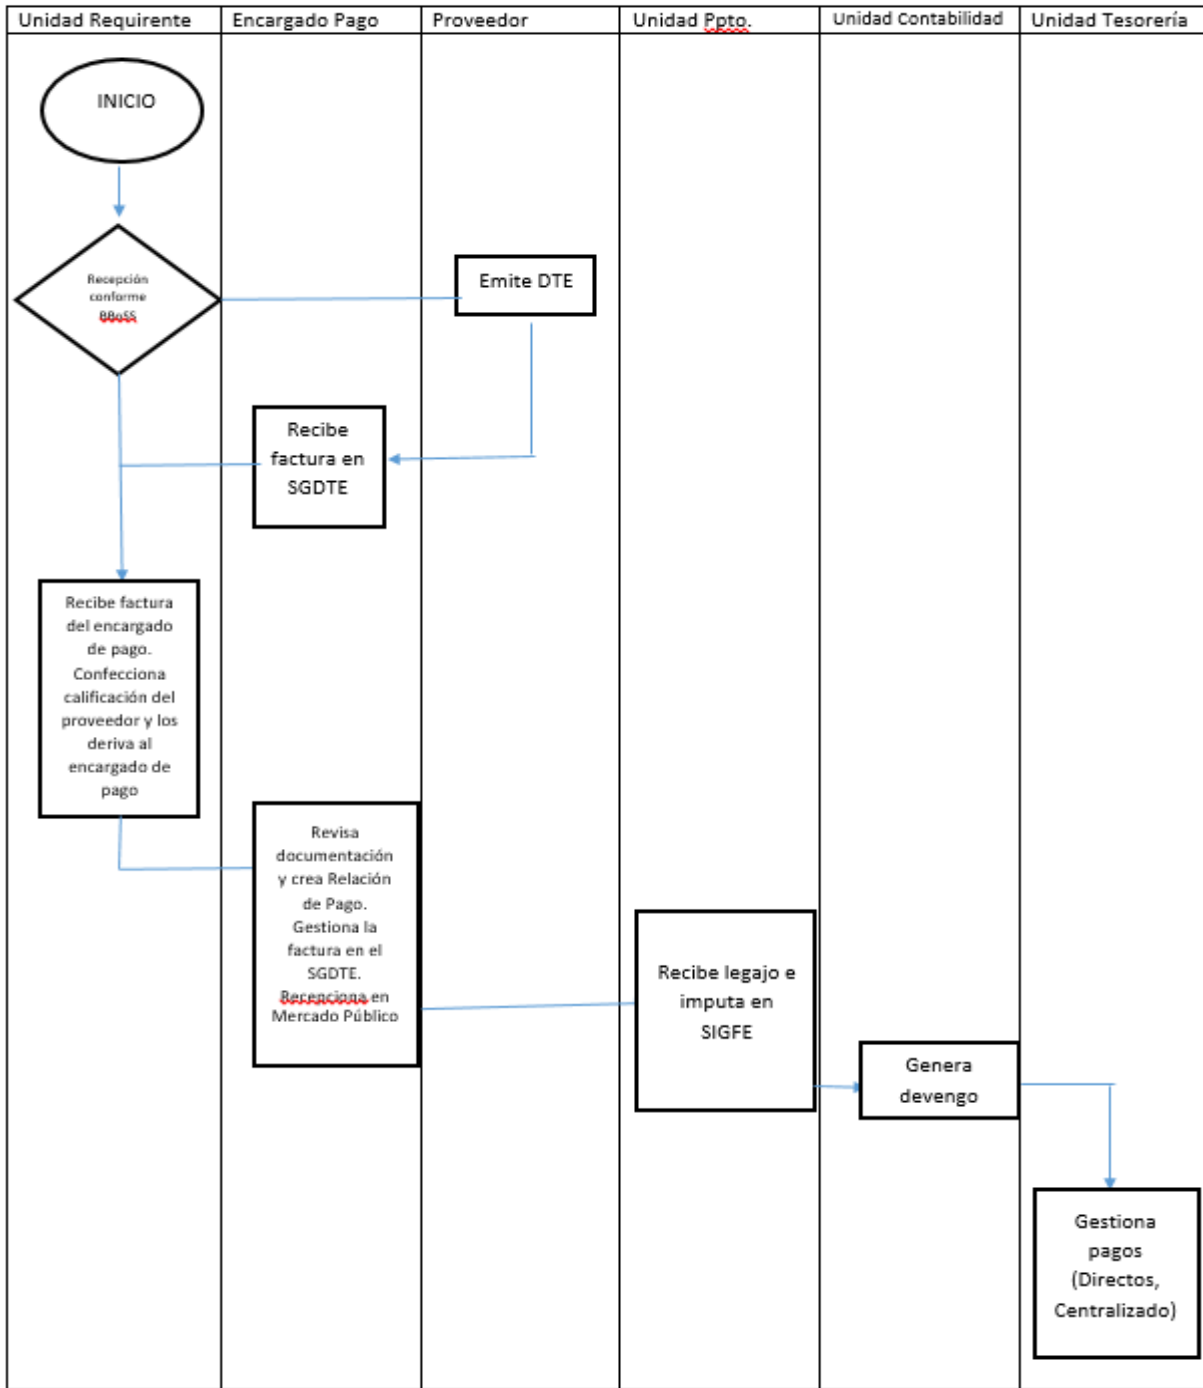 Unidad Requirente
Encargado Pago
Proveedor
Unidad Ppto.
Unidad Contabilidad
Unidad Tesorería
INICIO
Recepción
conforme
BBoSS
Emite DTE
Recibe
factura en
SGDTE
Recibe factura
del encargado
de pago.
Confecciona
calificación del
proveedor y los
deriva al
encargado de
pago
Revisa
documentación
y crea Relación
de Pago.
Gestiona la
factura en el
SGDTE.
Recepciona en
Mercado Público
Recibe legajo e
imputa en
SIGFE
Genera
devengo
Gestiona
pagos
(Directos,
Centralizado)